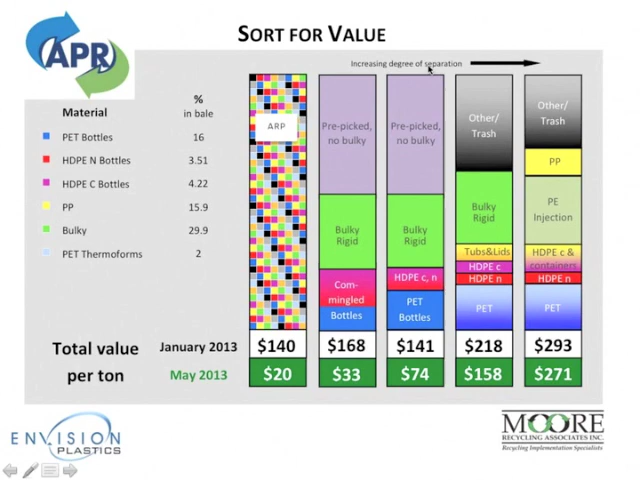 APR
SORT FOR VALUE
Increasing degree of separation
Material
%
in bale
PET Bottles 16
HDPE N Bottles 3.51
HDPE C Bottles 4.22
PP 15.9
Bulky 29.9
PET Thermoforms 2
ARP
Pre-picked,
no bulky
Bulky
Rigid
Com-
mingled
Bottles
Pre-picked,
no bulky
Bulky
Rigid
HDPE c, n
PET
Bottles
Other/
Trash
Bulky
Rigid
Tubs&Lids
HDPE c
HDPE n
PET
Other/
Trash
PP
PE
Injection
HDPE c &
containers
HDPE n
PET
Total value
per ton
January 2013 $140 $168 $141 $218 $293
May 2013 $20 $33 $74 $158 $271
ENVISION
PLASTICS
MOORE
RECYCLING ASSOCIATES INC.
Recycling Implementation Specialists